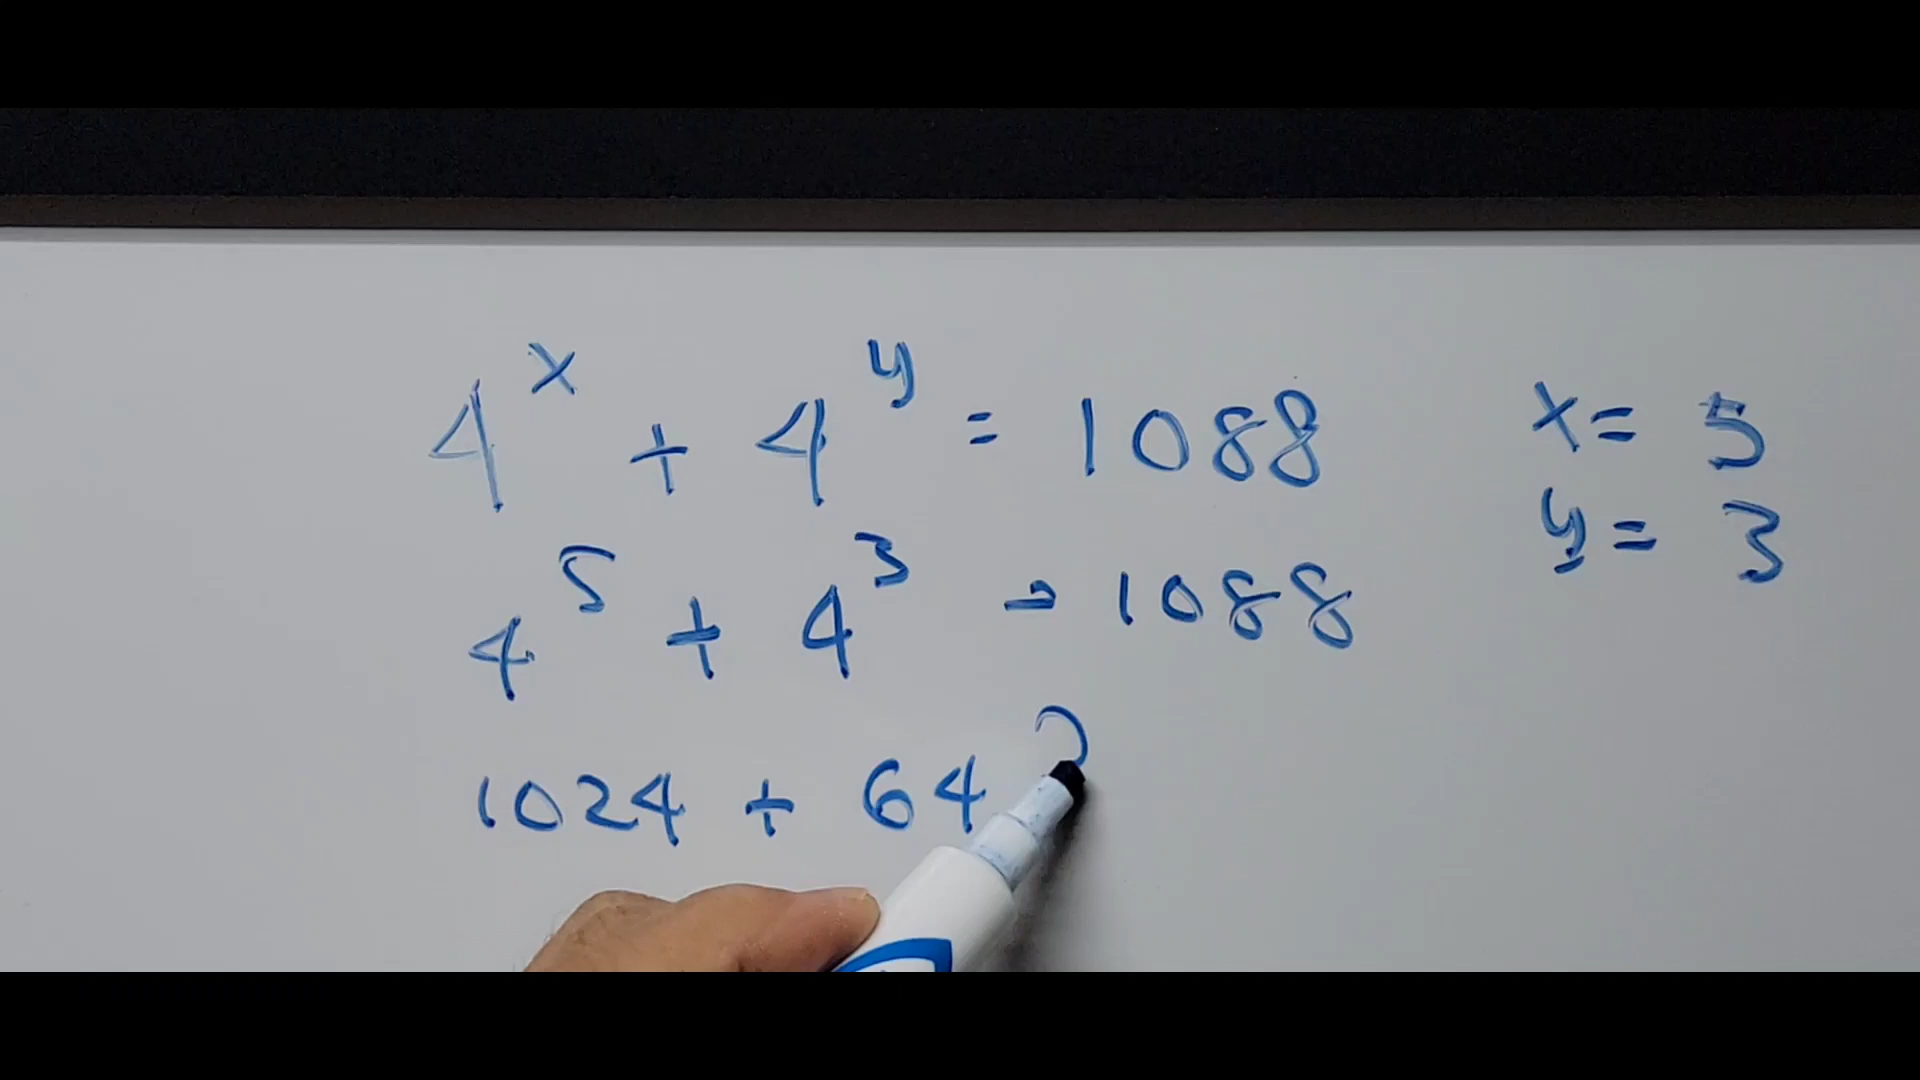 4^x + 4^y = 1088
x = 5
y = 3
4^5 + 4^3 = 1088
1024 + 64 ?